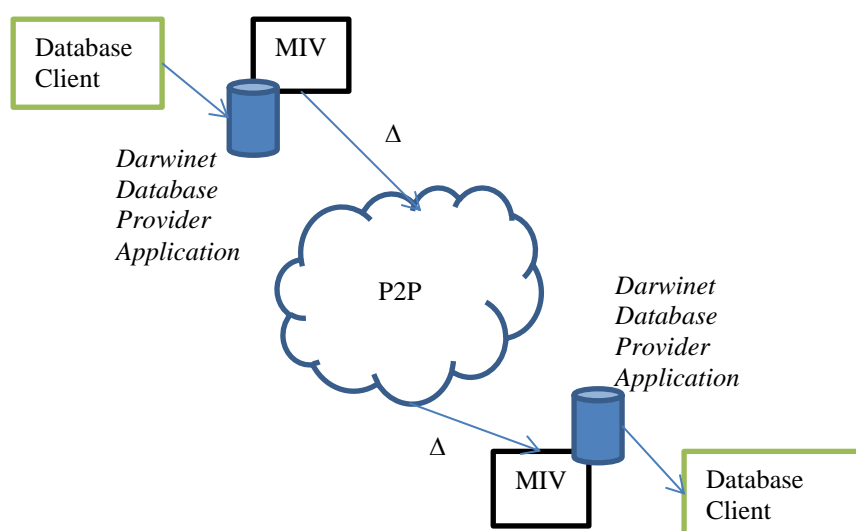 Database
Client
MIV
Δ
Darwinet
Database
Provider
Application
P2P
Darwinet
Database
Provider
Application
Δ
MIV
Database
Client